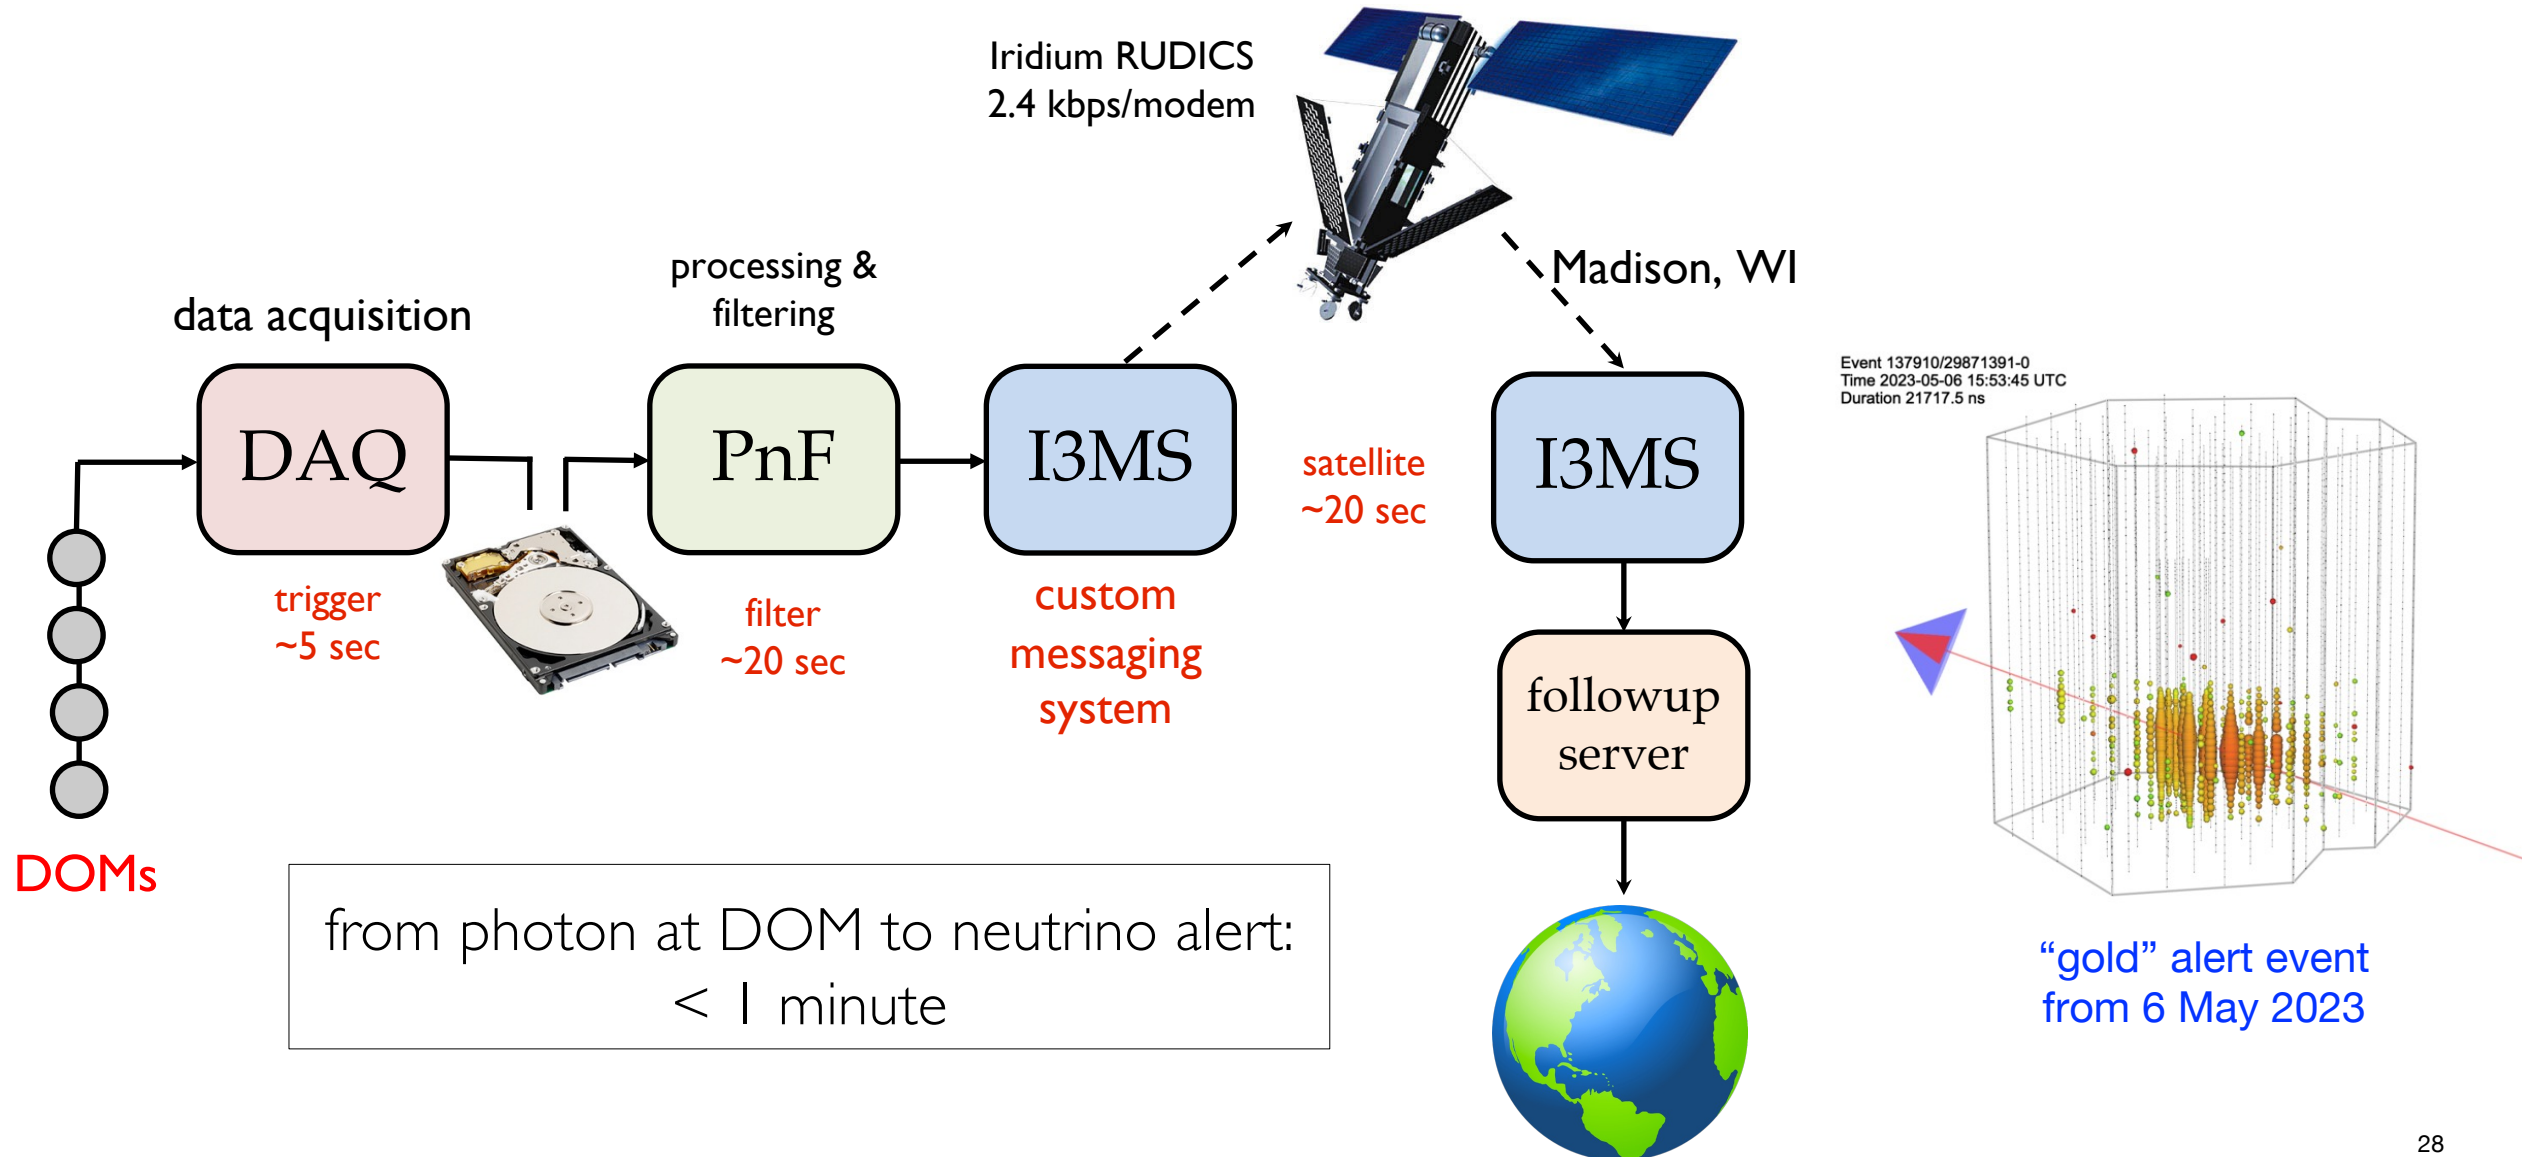 Iridium RUDICS
2.4 kbps/modem
data acquisition
processing &
filtering
Madison, WI
DAQ
PnF
I3MS
I3MS
trigger
~5 sec
filter
~20 sec
custom
messaging
system
satellite
~20 sec
followup
server
DOMs
from photon at DOM to neutrino alert:
< 1 minute
Event 137910/29871391-0
Time 2023-05-06 15:53:45 UTC
Duration 21717.5 ns
“gold” alert event
from 6 May 2023
28